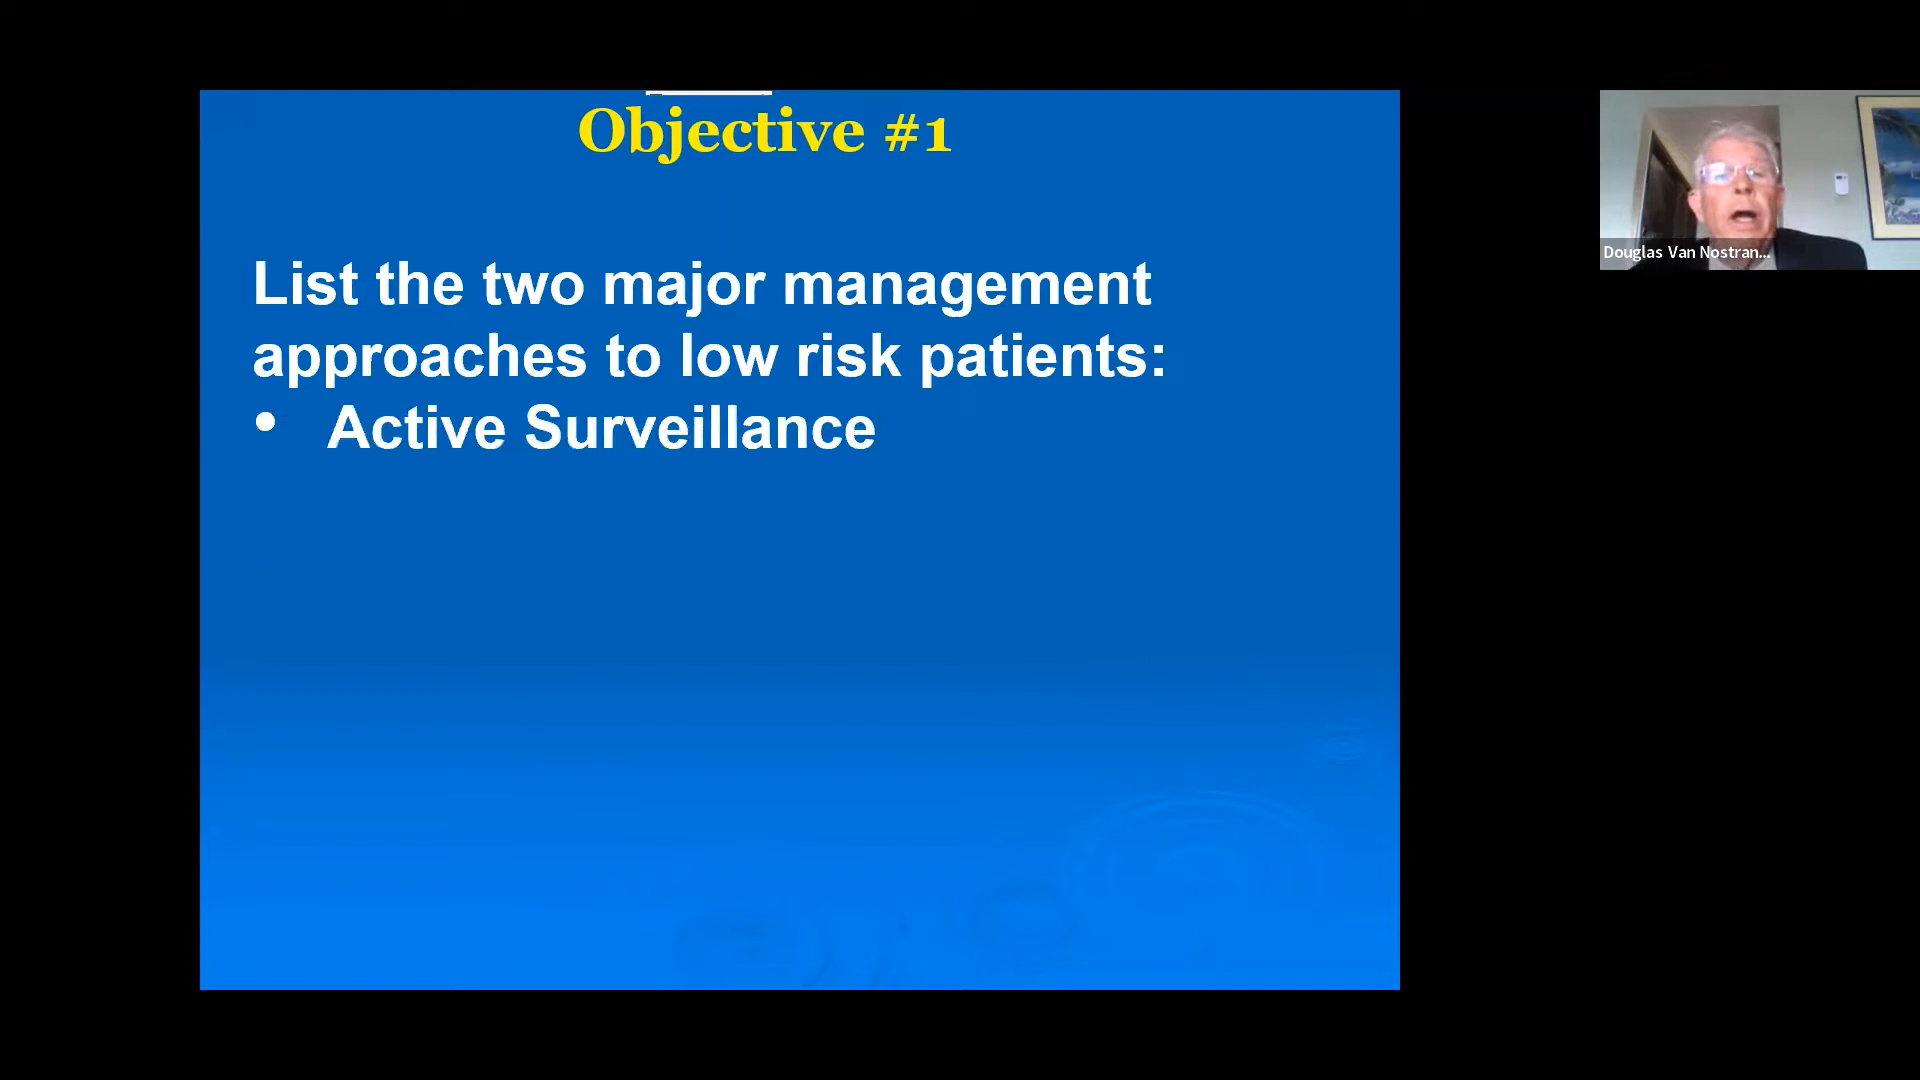 Objective #1
List the two major management
approaches to low risk patients:
• Active Surveillance
Douglas Van Nostran...